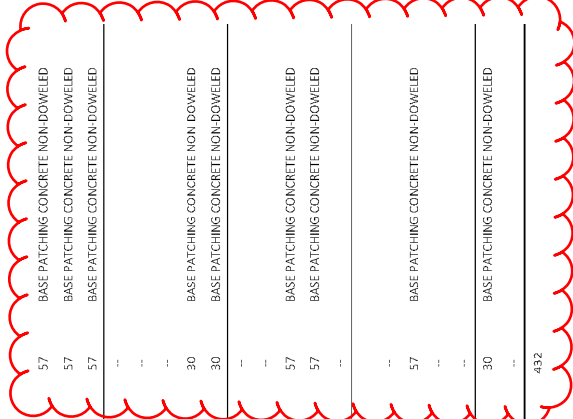 57 BASE PATCHING CONCRETE NON-DOWELED
57 BASE PATCHING CONCRETE NON-DOWELED
57 BASE PATCHING CONCRETE NON-DOWELED
--
--
--
30 BASE PATCHING CONCRETE NON DOWELED
30 BASE PATCHING CONCRETE NON-DOWELED
--
--
57 BASE PATCHING CONCRETE NON-DOWELED
57 BASE PATCHING CONCRETE NON-DOWELED
--
--
57 BASE PATCHING CONCRETE NON-DOWELED
--
--
30 BASE PATCHING CONCRETE NON-DOWELED
--
432